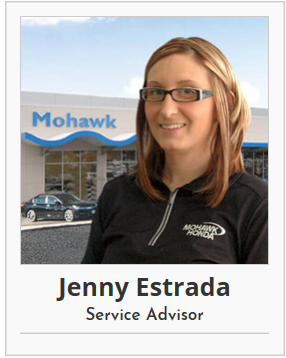 Mohawk
MOHAWK
HONDA
Jenny Estrada
Service Advisor